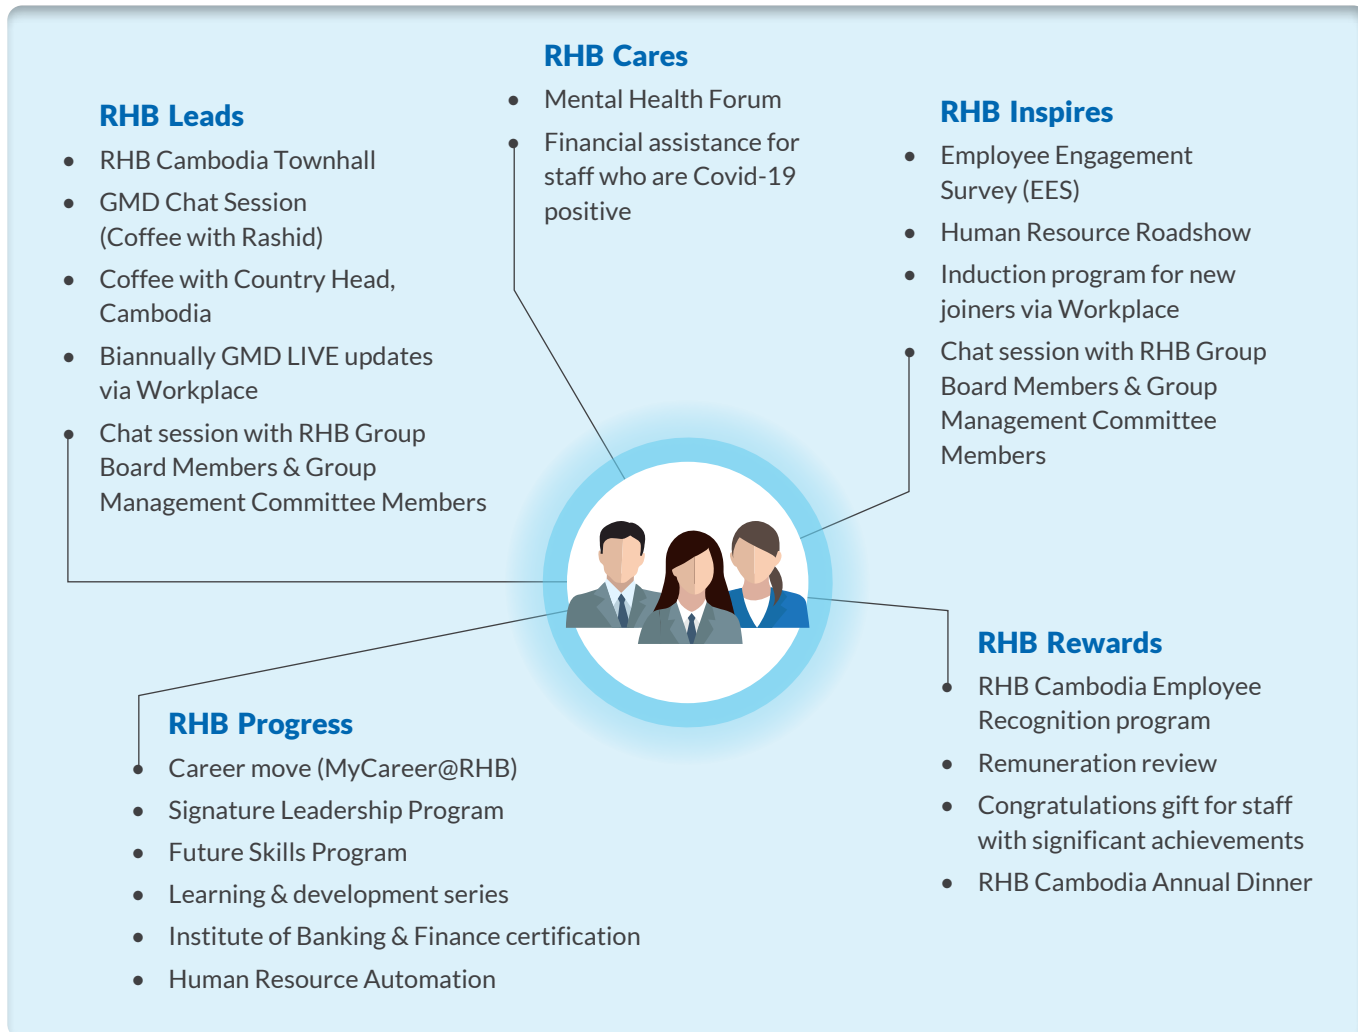 RHB Leads
• RHB Cambodia Townhall
• GMD Chat Session
(Coffee with Rashid)
• Coffee with Country Head,
Cambodia
• Biannually GMD LIVE updates
via Workplace
• Chat session with RHB Group
Board Members & Group
Management Committee Members
RHB Cares
• Mental Health Forum
• Financial assistance for
staff who are Covid-19
positive
RHB Inspires
• Employee Engagement
Survey (EES)
• Human Resource Roadshow
• Induction program for new
joiners via Workplace
• Chat session with RHB Group
Board Members & Group
Management Committee
Members
RHB Progress
• Career move (MyCareer@RHB)
• Signature Leadership Program
• Future Skills Program
• Learning & development series
• Institute of Banking & Finance certification
• Human Resource Automation
RHB Rewards
• RHB Cambodia Employee
Recognition program
• Remuneration review
• Congratulations gift for staff
with significant achievements
• RHB Cambodia Annual Dinner